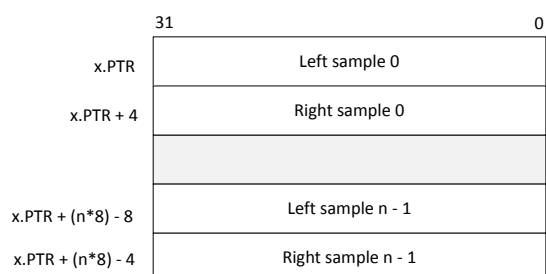 31 0
x.PTR Left sample 0
x.PTR + 4 Right sample 0
x.PTR + (n*8) - 8 Left sample n - 1
x.PTR + (n*8) - 4 Right sample n - 1